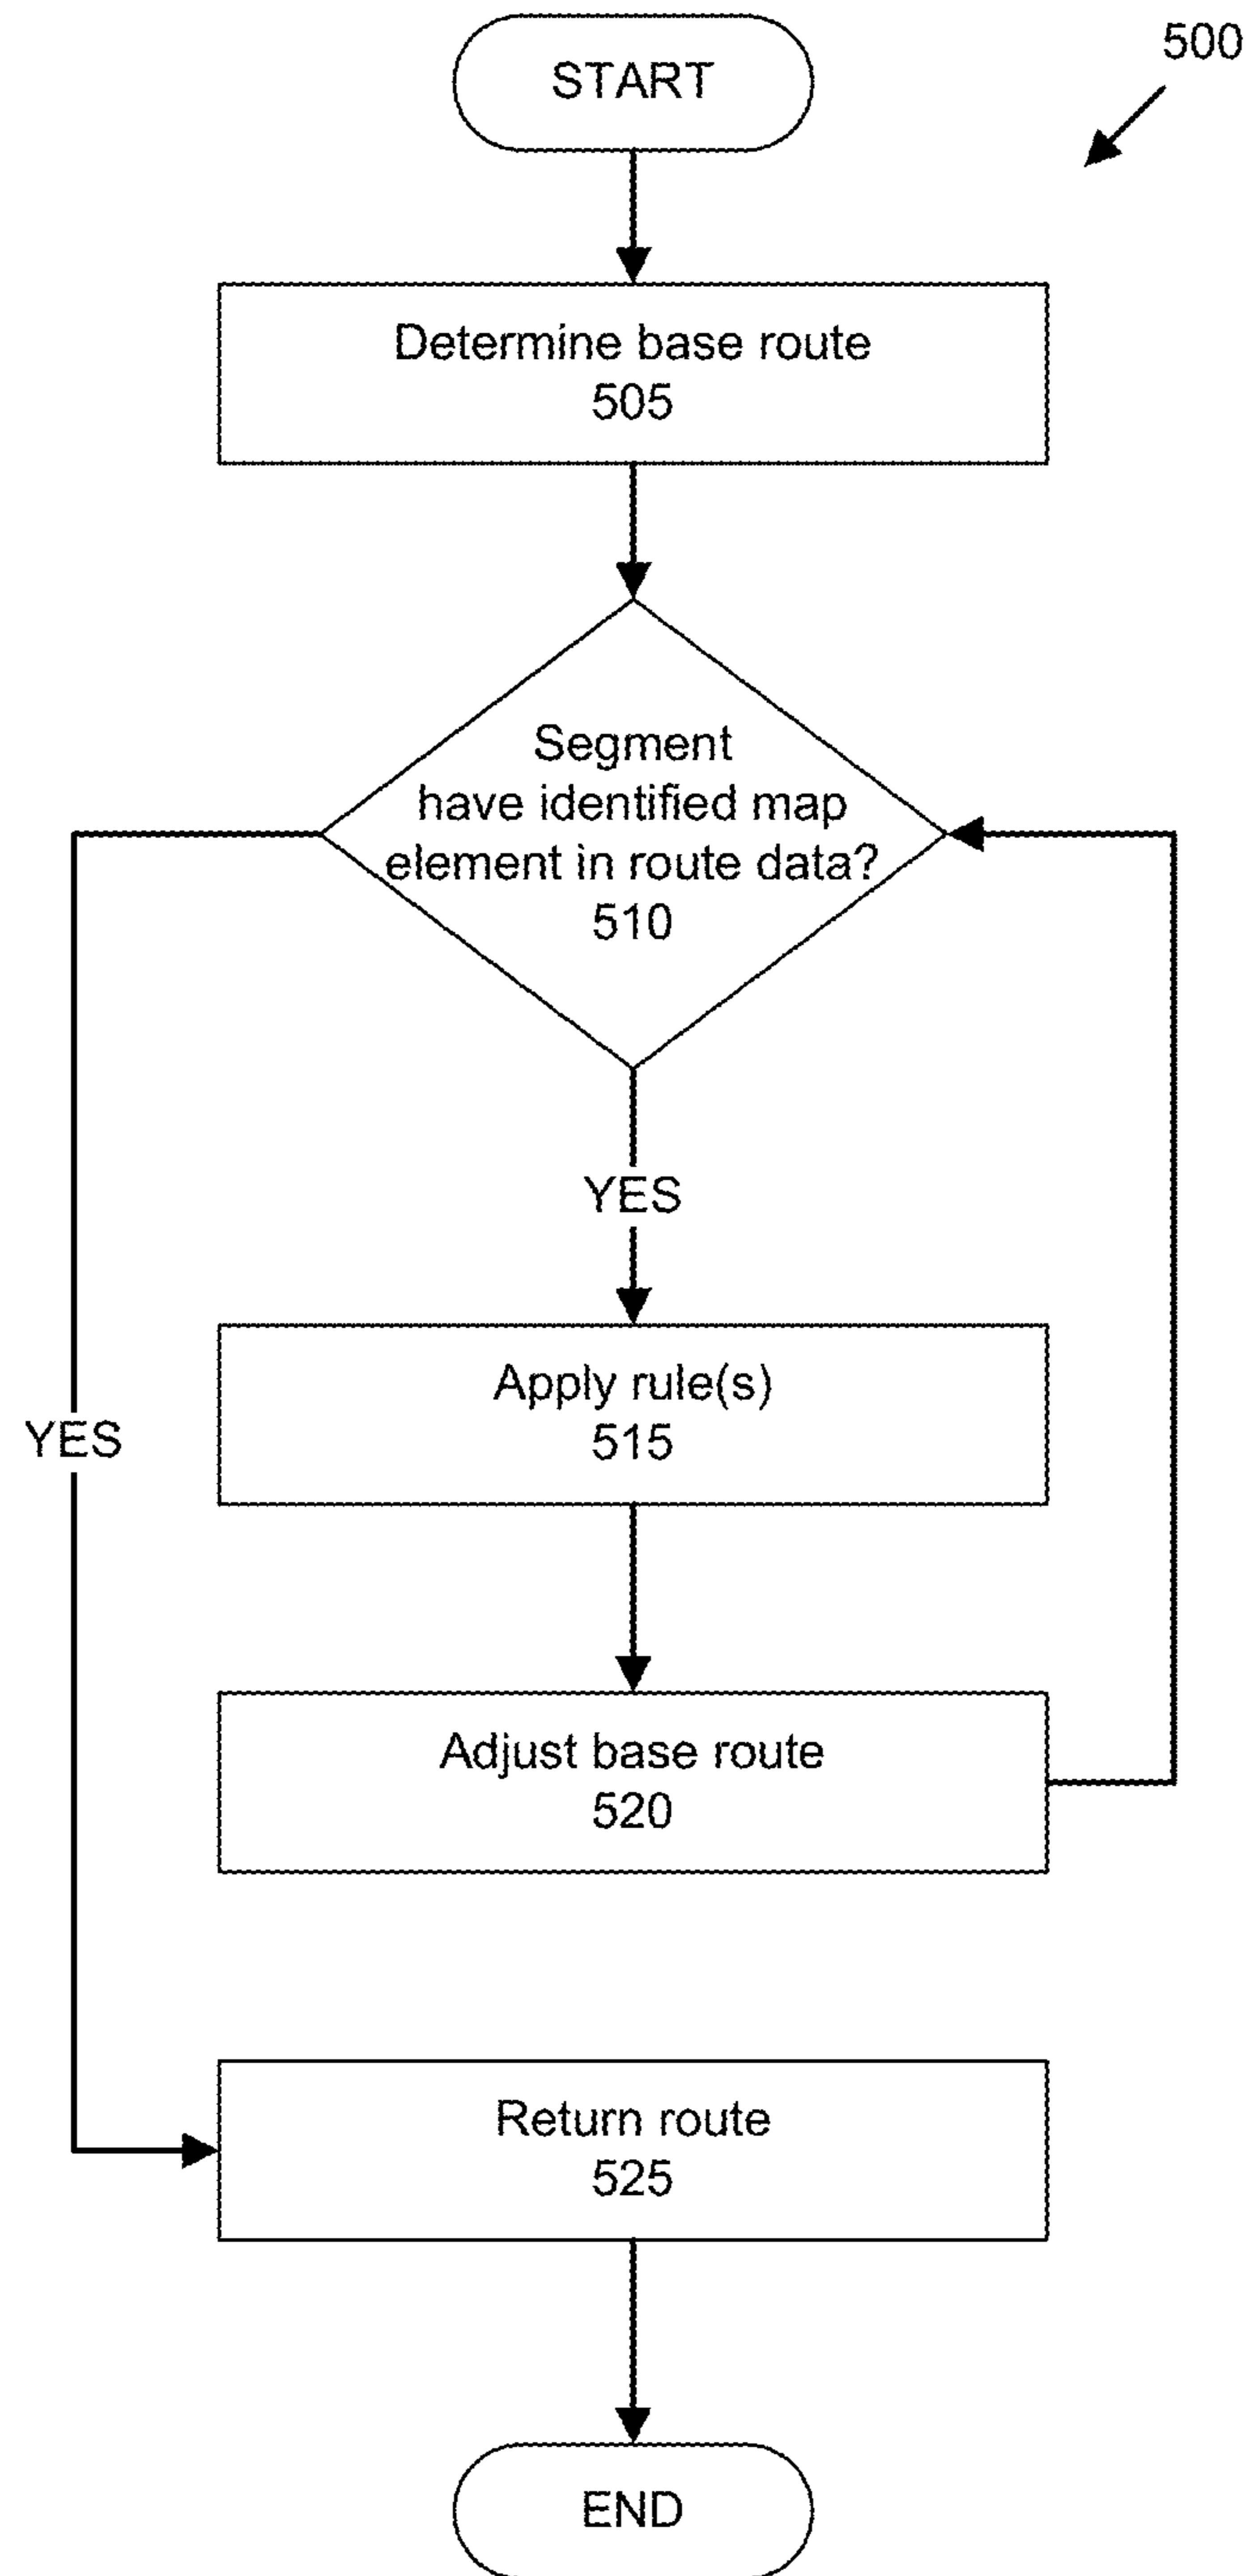 500
START
Determine base route
505
Segment
have identified map
element in route data?
510
YES
Apply rule(s)
515
YES
Adjust base route
520
Return route
525
END